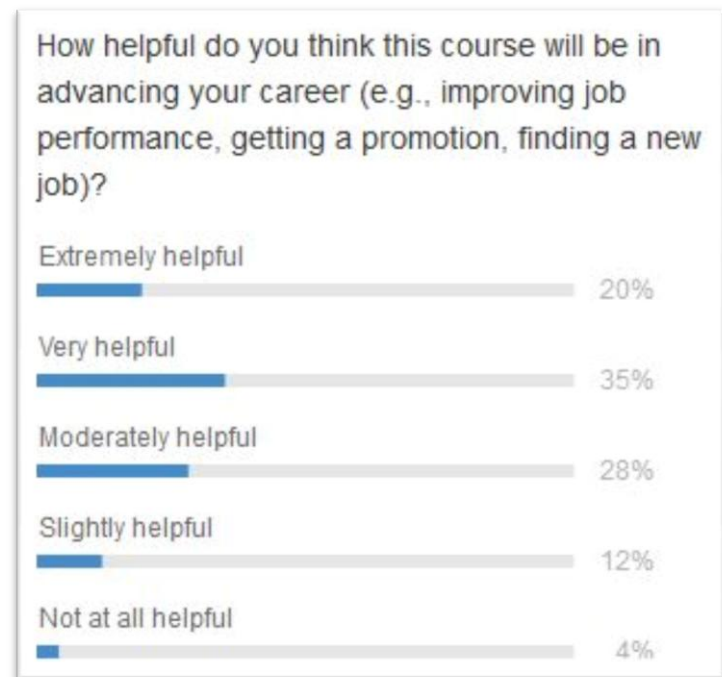 How helpful do you think this course will be in
advancing your career (e.g., improving job
performance, getting a promotion, finding a new
job)?
Extremely helpful
20%
Very helpful
35%
Moderately helpful
28%
Slightly helpful
12%
Not at all helpful
4%